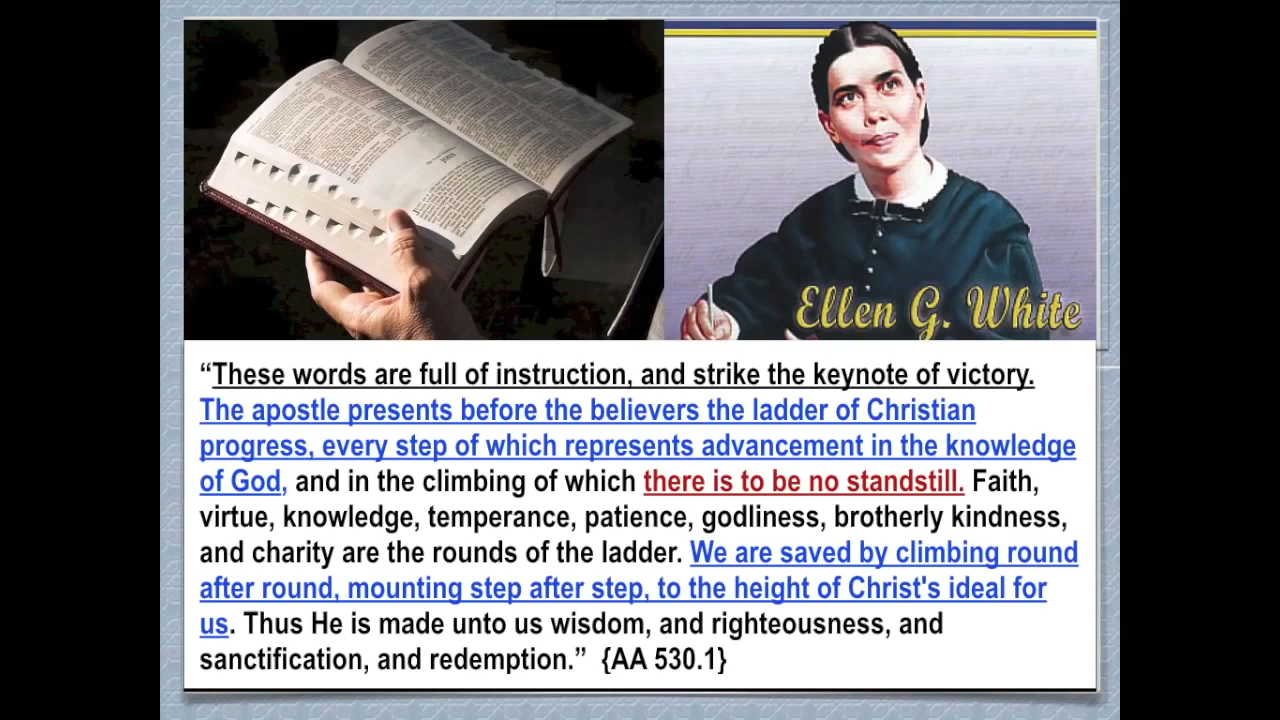 Ellen G. White
“These words are full of instruction, and strike the keynote of victory.
The apostle presents before the believers the ladder of Christian
progress, every step of which represents advancement in the knowledge
of God, and in the climbing of which there is to be no standstill. Faith,
virtue, knowledge, temperance, patience, godliness, brotherly kindness,
and charity are the rounds of the ladder. We are saved by climbing round
after round, mounting step after step, to the height of Christ's ideal for
us. Thus He is made unto us wisdom, and righteousness, and
sanctification, and redemption.” {AA 530.1}